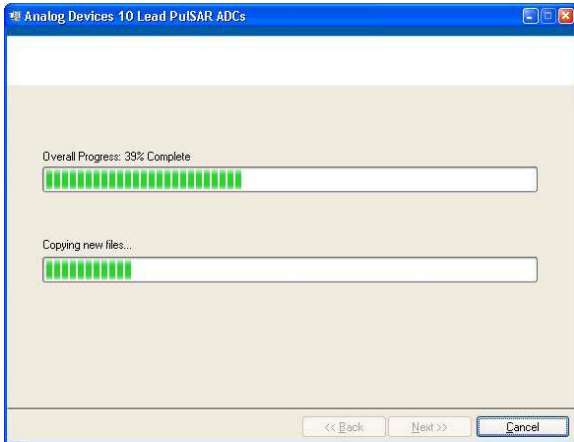 Analog Devices 10 Lead PulSAR ADCs
Overall Progress: 39% Complete
Copying new files...
<< Back
Next >>
Cancel